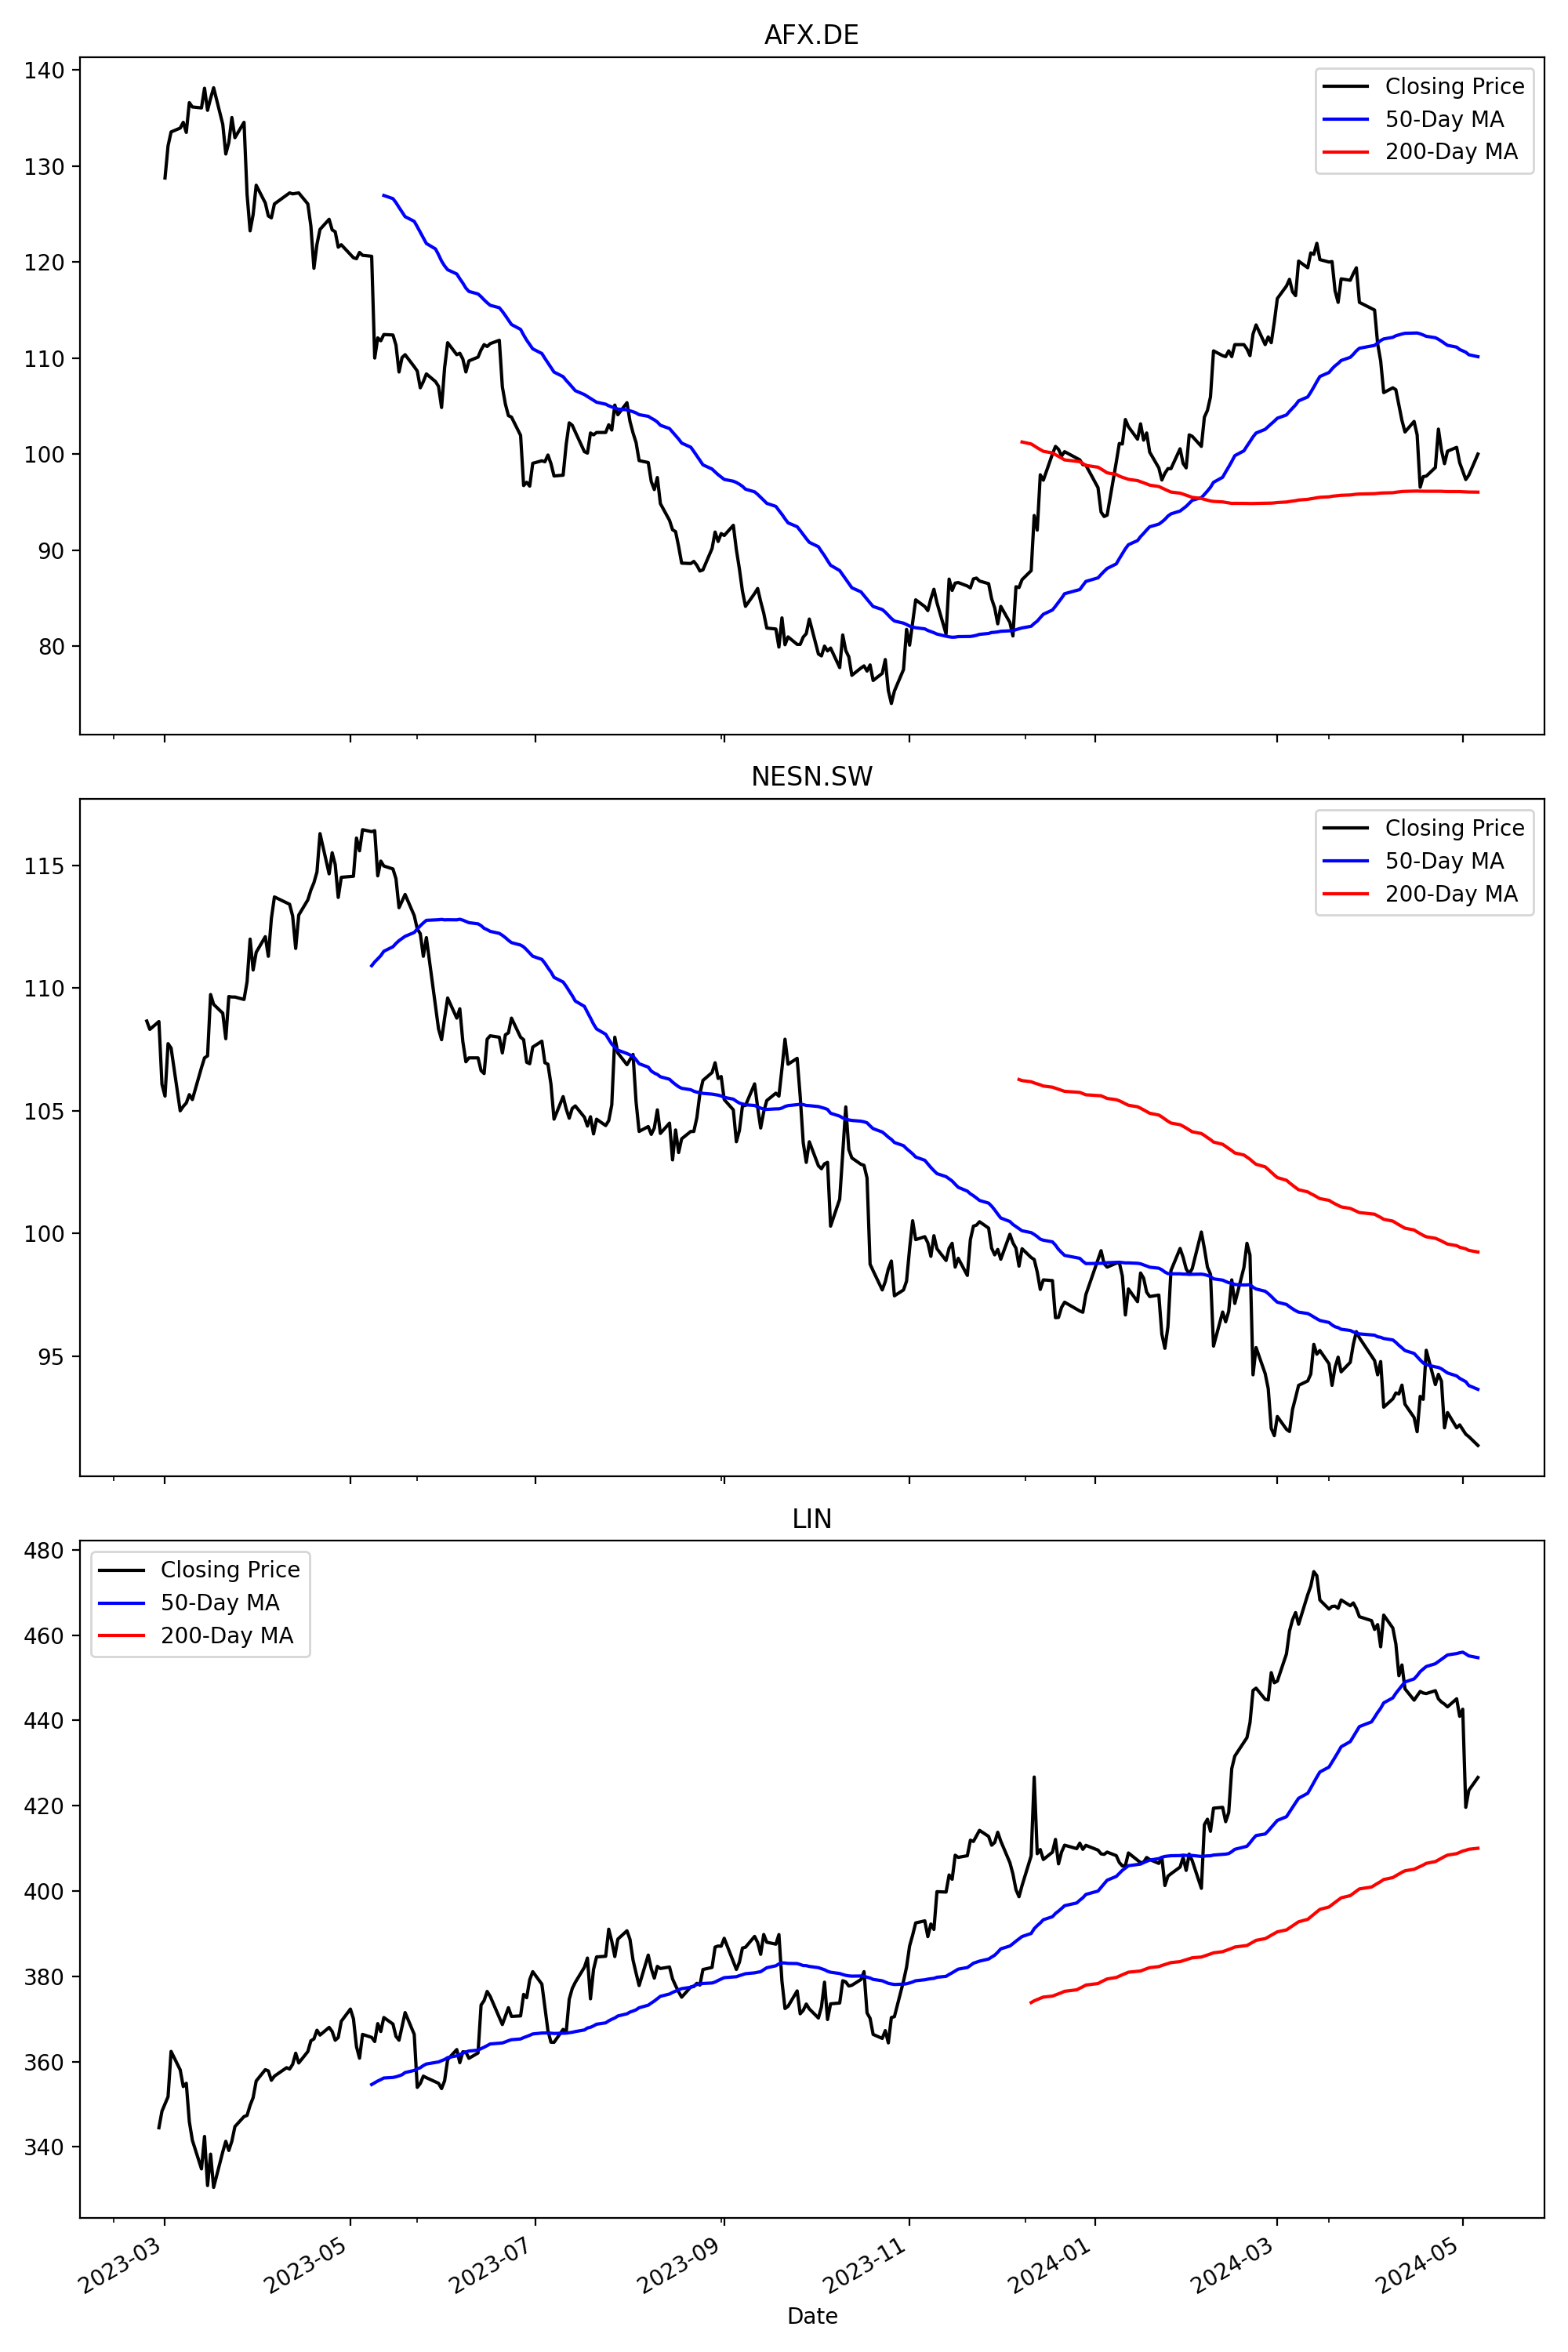 AFX.DE
140
130
120
110
100
90
80
Closing Price
50-Day MA
200-Day MA
NESN.SW
115
110
105
100
95
Closing Price
50-Day MA
200-Day MA
LIN
480
460
440
420
400
380
360
340
Closing Price
50-Day MA
200-Day MA
2023-03
2023-05
2023-07
2023-09
2023-11
2024-01
2024-03
2024-05
Date